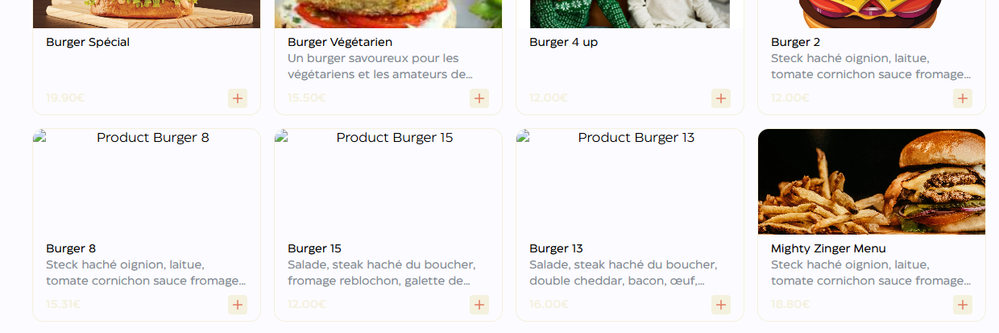 Burger Spécial
19.90€
Burger Végétarien
Un burger savoureux pour les
végétariens et les amateurs de...
15.50€
Burger 4 up
12.00€
Burger 2
Steck haché oignion, laitue,
tomate cornichon sauce fromage...
12.00€
Product Burger 8
Burger 8
Steck haché oignion, laitue,
tomate cornichon sauce fromage...
15.31€
Product Burger 15
Burger 15
Salade, steak haché du boucher,
fromage reblochon, galette de...
12.00€
Product Burger 13
Burger 13
Salade, steak haché du boucher,
double cheddar, bacon, œuf,...
16.00€
Mighty Zinger Menu
Steck haché oignion, laitue,
tomate cornichon sauce fromage...
18.80€